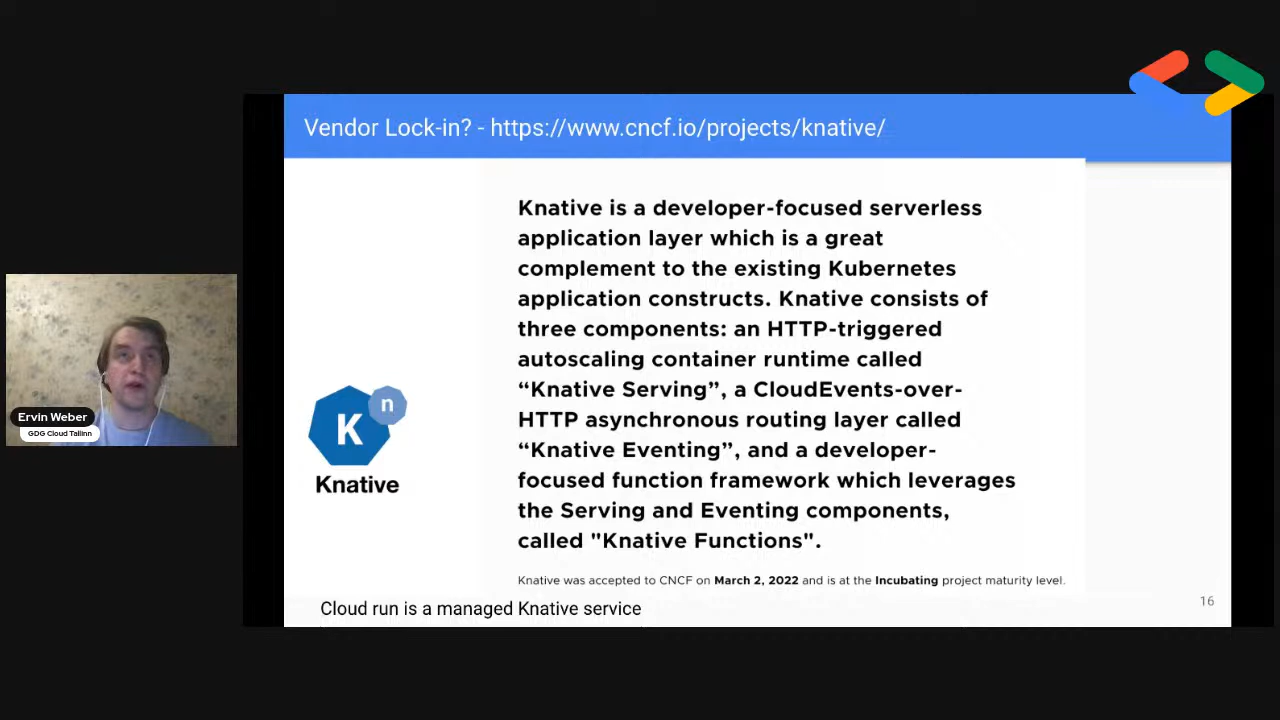 Vendor Lock-in? - https://www.cncf.io/projects/knative/
Knative is a developer-focused serverless
application layer which is a great
complement to the existing Kubernetes
application constructs. Knative consists of
three components: an HTTP-triggered
autoscaling container runtime called
“Knative Serving”, a CloudEvents-over-
HTTP asynchronous routing layer called
“Knative Eventing”, and a developer-
focused function framework which leverages
the Serving and Eventing components,
called "Knative Functions".
K n
Knative
Knative was accepted to CNCF on March 2, 2022 and is at the Incubating project maturity level.
Cloud run is a managed Knative service
16
Ervin Weber
GDG Cloud Tallinn